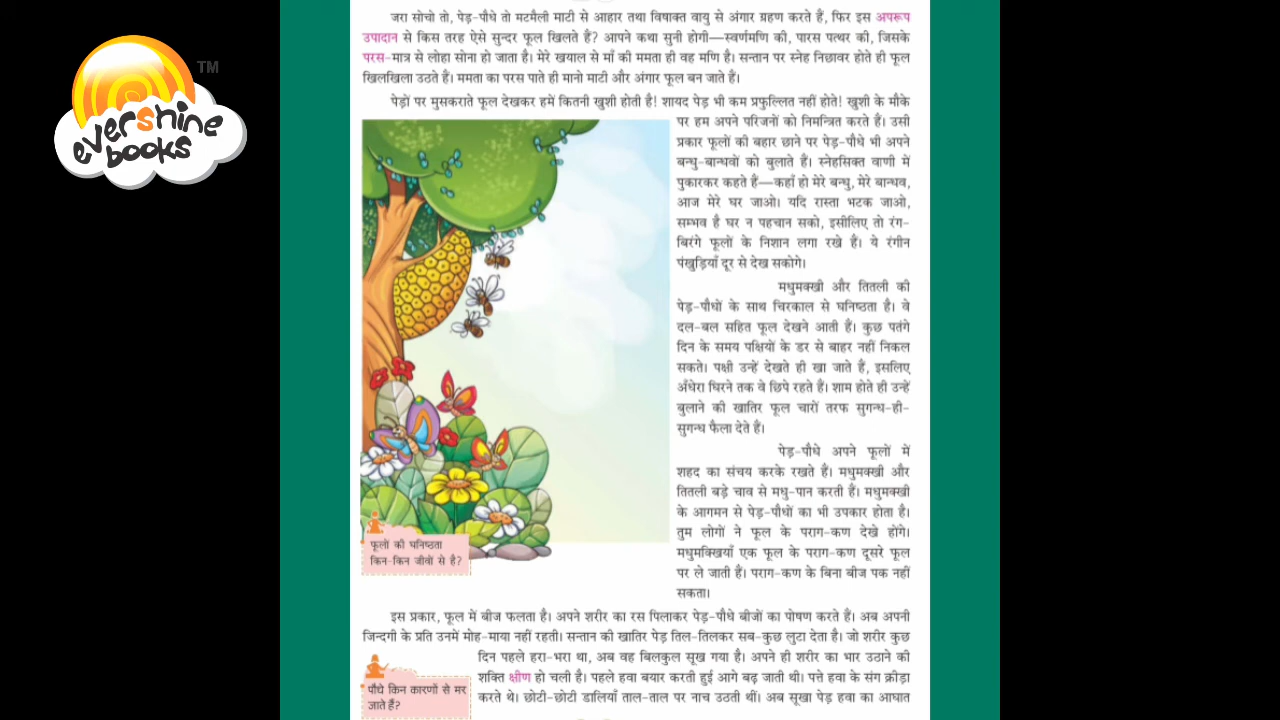 evershine
books
TM
जरा सोचो तो, पेड़-पौधे तो मटमैली माटी से आहार तथा विषाक्त वायु से अंगार ग्रहण करते हैं, फिर इस अपरूप
उपादान से किस तरह ऐसे सुन्दर फूल खिलते हैं? आपने कथा सुनी होगी—स्वर्णमणि की, पारस पत्थर की, जिसके
परस-मात्र से लोहा सोना हो जाता है। मेरे खयाल से माँ की ममता ही वह मणि है। सन्तान पर स्नेह निछावर होते ही फूल
खिलखिला उठते हैं। ममता का परस पाते ही मानो माटी और अंगार फूल बन जाते हैं।
पेड़ों पर मुसकराते फूल देखकर हमें कितनी खुशी होती है! शायद पेड़ भी कम प्रफुल्लित नहीं होते! खुशी के मौके
पर हम अपने परिजनों को निमन्त्रित करते हैं। उसी
प्रकार फूलों की बहार छाने पर पेड़-पौधे भी अपने
बन्धु-बान्धवों को बुलाते हैं। स्नेहसिक्त वाणी में
पुकारकर कहते हैं—कहाँ हो मेरे बन्धु, मेरे बान्धव,
आज मेरे घर जाओ। यदि रास्ता भटक जाओ,
सम्भव है घर न पहचान सको, इसीलिए तो रंग-
बिरंगे फूलों के निशान लगा रखे हैं। ये रंगीन
पंखुड़ियाँ दूर से देख सकोगे।
मधुमक्खी और तितली की
पेड़-पौधों के साथ चिरकाल से घनिष्ठता है। वे
दल-बल सहित फूल देखने आती हैं। कुछ पतंगे
दिन के समय पक्षियों के डर से बाहर नहीं निकल
सकते। पक्षी उन्हें देखते ही खा जाते हैं, इसलिए
अँधेरा घिरने तक वे छिपे रहते हैं। शाम होते ही उन्हें
बुलाने की खातिर फूल चारों तरफ सुगन्ध-ही-
सुगन्ध फैला देते हैं।
पेड़-पौधे अपने फूलों में
शहद का संचय करके रखते हैं। मधुमक्खी और
तितली बड़े चाव से मधु-पान करती हैं। मधुमक्खी
के आगमन से पेड़-पौधों का भी उपकार होता है।
तुम लोगों ने फूल के पराग-कण देखे होंगे।
मधुमक्खियाँ एक फूल के पराग-कण दूसरे फूल
पर ले जाती हैं। पराग-कण के बिना बीज पक नहीं
सकता।
फूलों की घनिष्ठता
किन-किन जीवों से है?
इस प्रकार, फूल में बीज फलता है। अपने शरीर का रस पिलाकर पेड़-पौधे बीजों का पोषण करते हैं। अब अपनी
जिन्दगी के प्रति उनमें मोह-माया नहीं रहती। सन्तान की खातिर पेड़ तिल-तिलकर सब-कुछ लुटा देता है। जो शरीर कुछ
दिन पहले हरा-भरा था, अब वह बिलकुल सूख गया है। अपने ही शरीर का भार उठाने की
शक्ति क्षीण हो चली है। पहले हवा बयार करती हुई आगे बढ़ जाती थी। पत्ते हवा के संग क्रीड़ा
करते थे। छोटी-छोटी डालियाँ ताल-ताल पर नाच उठती थीं। अब सूखा पेड़ हवा का आघात
पौधे किन कारणों से मर
जाते हैं?